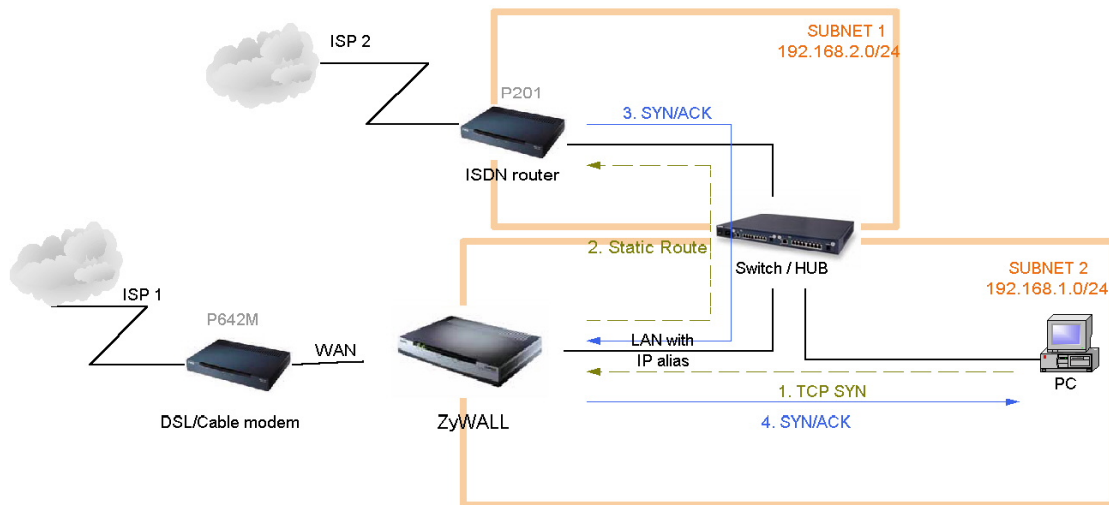 ISP 2
SUBNET 1
192.168.2.0/24
P201
3. SYN/ACK
ISDN router
2. Static Route
Switch / HUB
SUBNET 2
192.168.1.0/24
ISP 1
P642M
WAN
LAN with
IP alias
PC
1. TCP SYN
DSL/Cable modem
ZyWALL
4. SYN/ACK